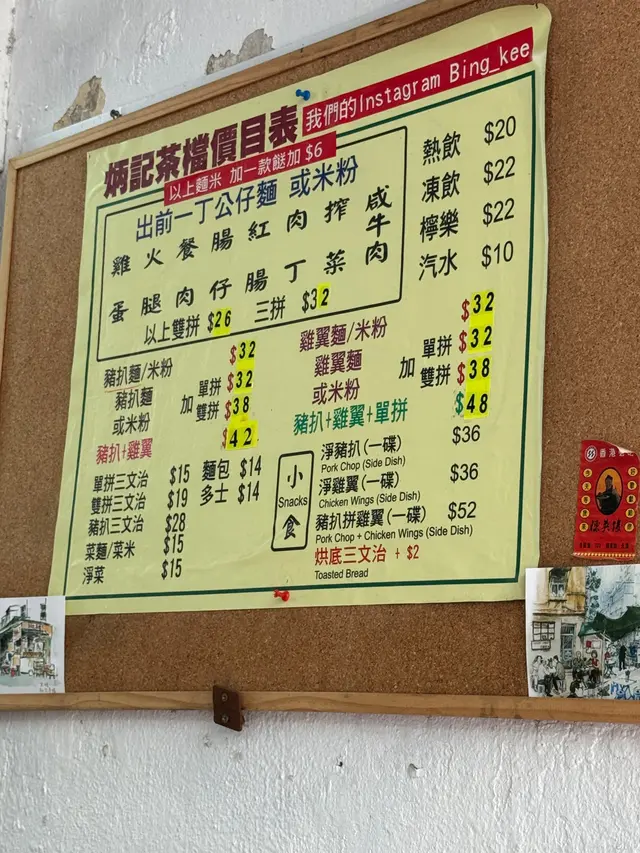 炳記茶檔價目表
我們的Instagram Bing_kee
以上麵米 加一款餸加 $6
出前一丁公仔麵 或米粉
雞蛋
火腿
餐肉
腸仔
紅腸
肉丁
搾菜
咸牛肉
以上雙拼 $26 三拼 $32
熱飲 $20
凍飲 $22
檸樂 $22
汽水 $10
豬扒麵/米粉 $32
豬扒麵
或米粉
加
單拼 $32
雙拼 $38
豬扒+雞翼 $42
雞翼麵/米粉 $32
雞翼麵
或米粉
加
單拼 $32
雙拼 $38
豬扒+雞翼+單拼 $48
單拼三文治 $15
雙拼三文治 $19
豬扒三文治 $28
菜麵/菜米 $15
淨菜 $15
麵包 $14
多士 $14
小
Snacks
食
淨豬扒 (一碟) $36
Pork Chop (Side Dish)
淨雞翼 (一碟) $36
Chicken Wings (Side Dish)
豬扒拼雞翼 (一碟) $52
Pork Chop + Chicken Wings (Side Dish)
烘底三文治 + $2
Toasted Bread